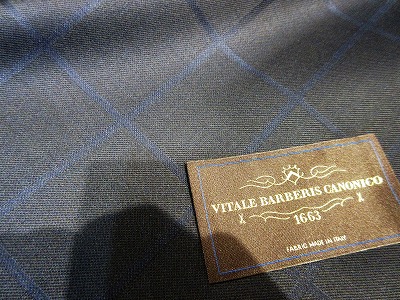 VITALE BARBERIS CANONICO
1663
FABRIC MADE IN ITALY